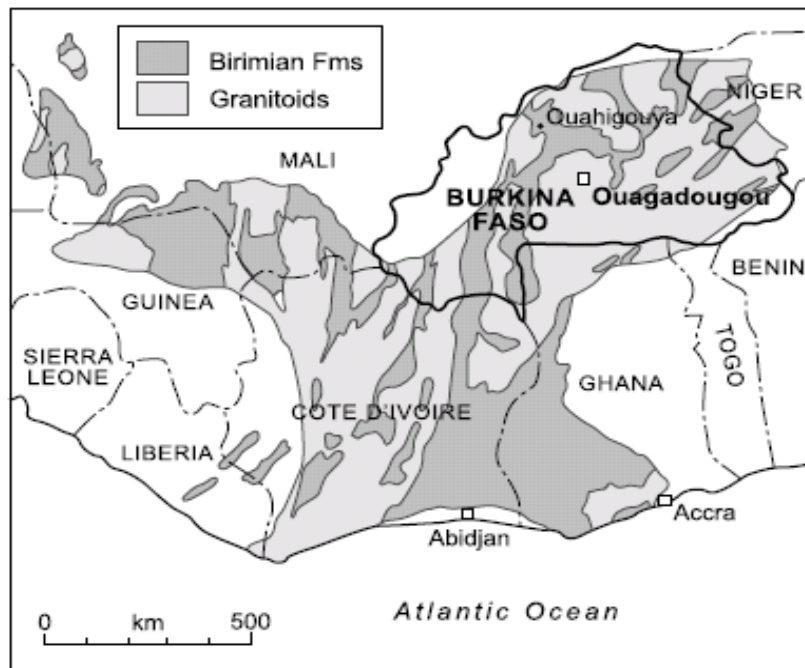 Birimian Fms
Granitoids
NIGER
Ouahigouya
MALI
BURKINA
FASO
Ouagadougou
BENIN
GUINEA
SIERRA
LEONE
TOGO
GHANA
COTE D'IVOIRE
LIBERIA
Accra
Abidjan
Atlantic Ocean
0 km 500